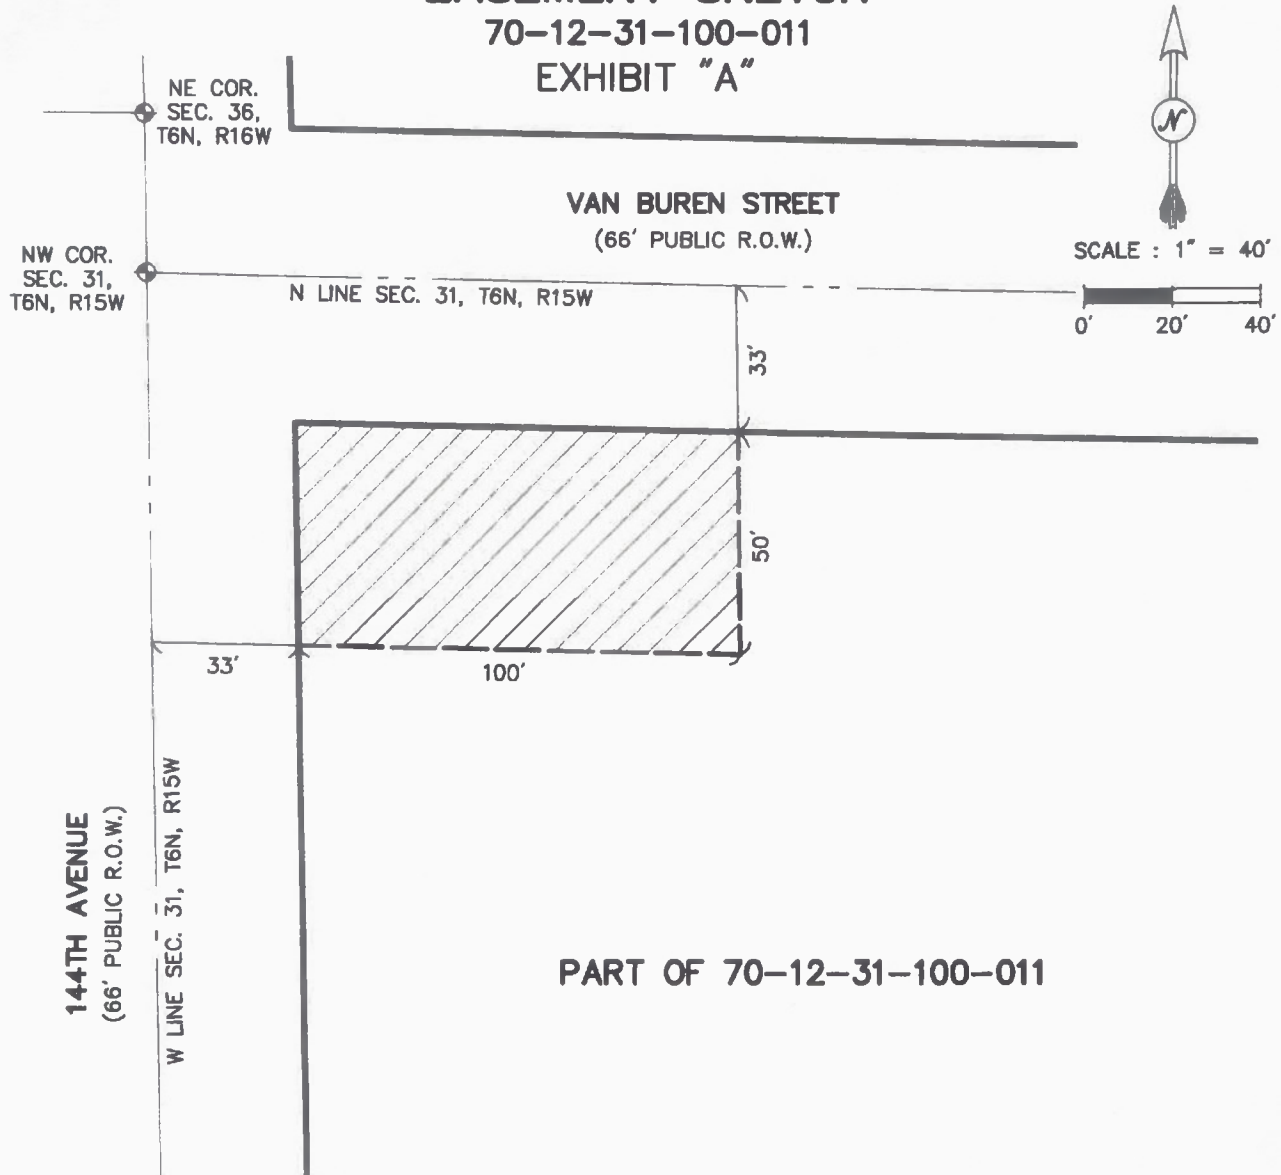 70-12-31-100-011
EXHIBIT "A"
NE COR.
SEC. 36,
T6N, R16W
N
VAN BUREN STREET
(66' PUBLIC R.O.W.)
SCALE : 1" = 40'
0' 20' 40'
NW COR.
SEC. 31,
T6N, R15W
N LINE SEC. 31, T6N, R15W
33'
50'
33'
100'
144TH AVENUE
(66' PUBLIC R.O.W.)
W LINE SEC. 31, T6N, R15W
PART OF 70-12-31-100-011